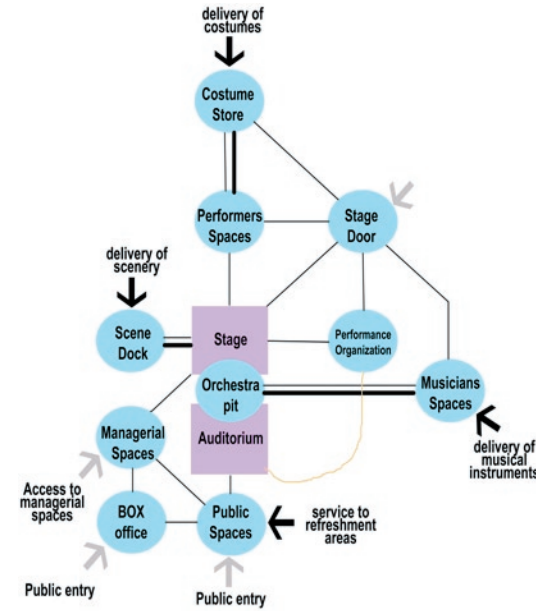 delivery of
costumes
Costume
Store
Performers
Spaces
Stage
Door
delivery of
scenery
Scene
Dock
Stage
Performance
Organization
Orchestra
pit
Musicians
Spaces
Auditorium
Managerial
Spaces
delivery of
musical
instruments
Access to
managerial
spaces
BOX
office
Public
Spaces
service to
refreshment
areas
Public entry
Public entry